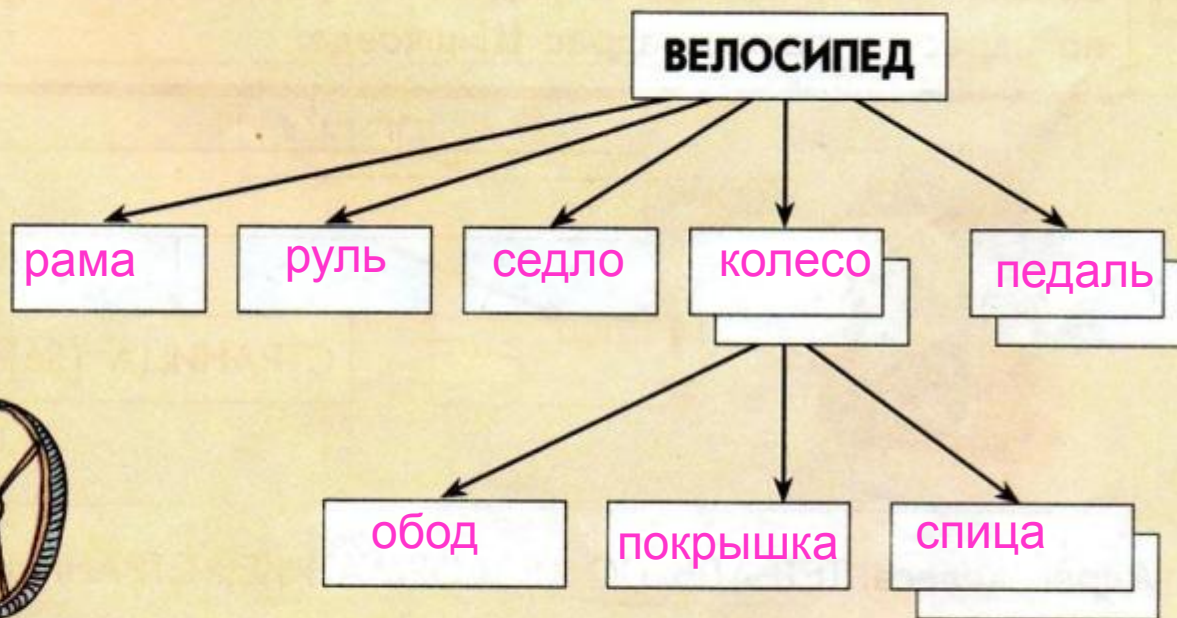 ВЕЛОСИПЕД
рама
руль
седло
колесо
педаль
обод
покрышка
спица